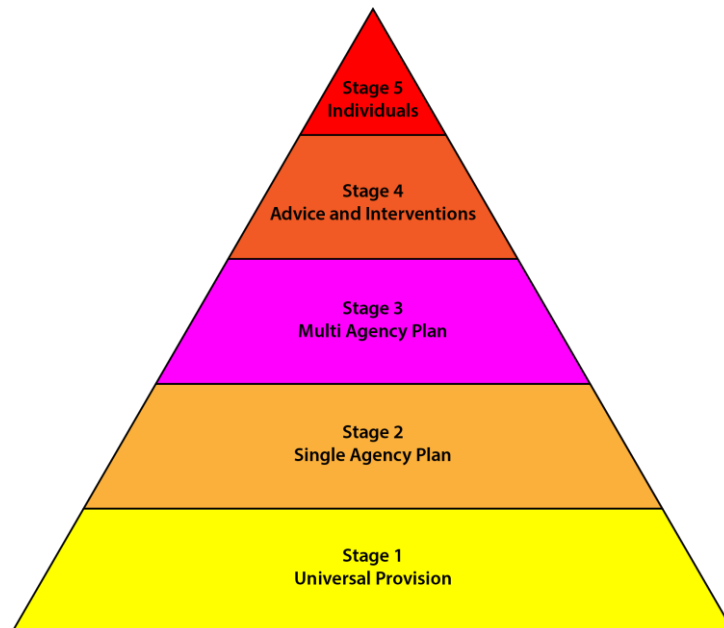 Stage 5
Individuals
Stage 4
Advice and Interventions
Stage 3
Multi Agency Plan
Stage 2
Single Agency Plan
Stage 1
Universal Provision